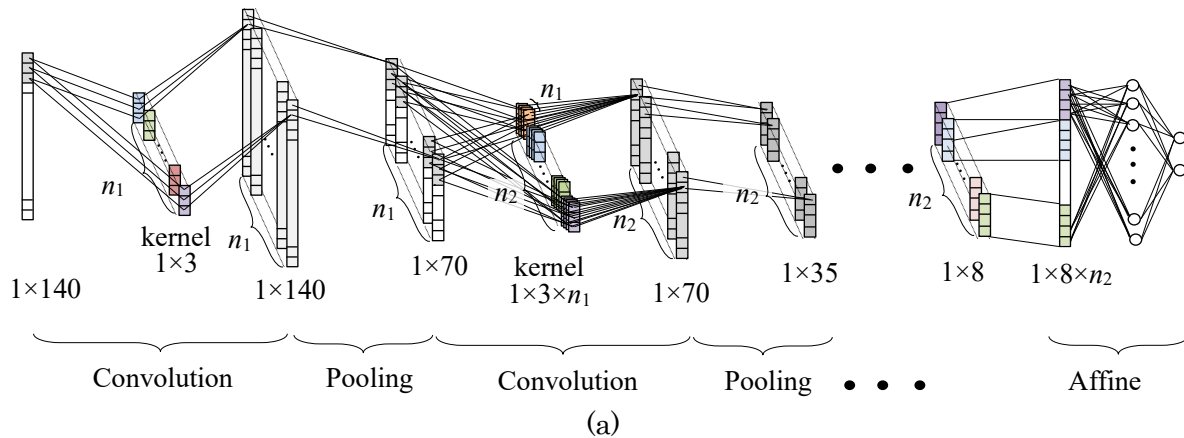 n₁
n₁
n₁
n₁
n₂
n₂
n₂
n₂
kernel
1×3
kernel
1×3×n₁
1×140
1×140
1×70
1×70
1×35
1×8
1×8×n₂
Convolution
Pooling
Convolution
Pooling
Affine
(a)